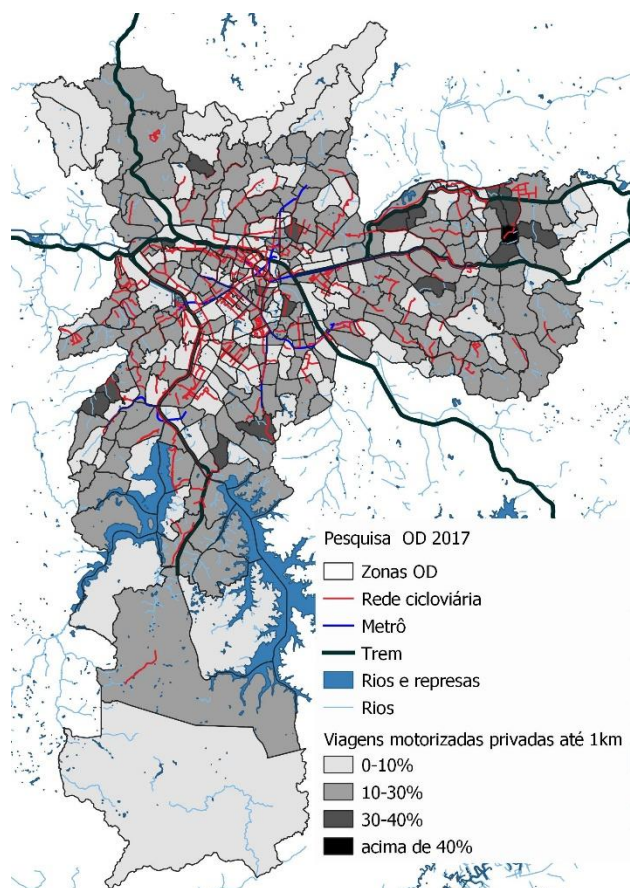 Pesquisa OD 2017
Zonas OD
Rede cicloviária
Metrô
Trem
Rios e represas
Rios
Viagens motorizadas privadas até 1km
0-10%
10-30%
30-40%
acima de 40%